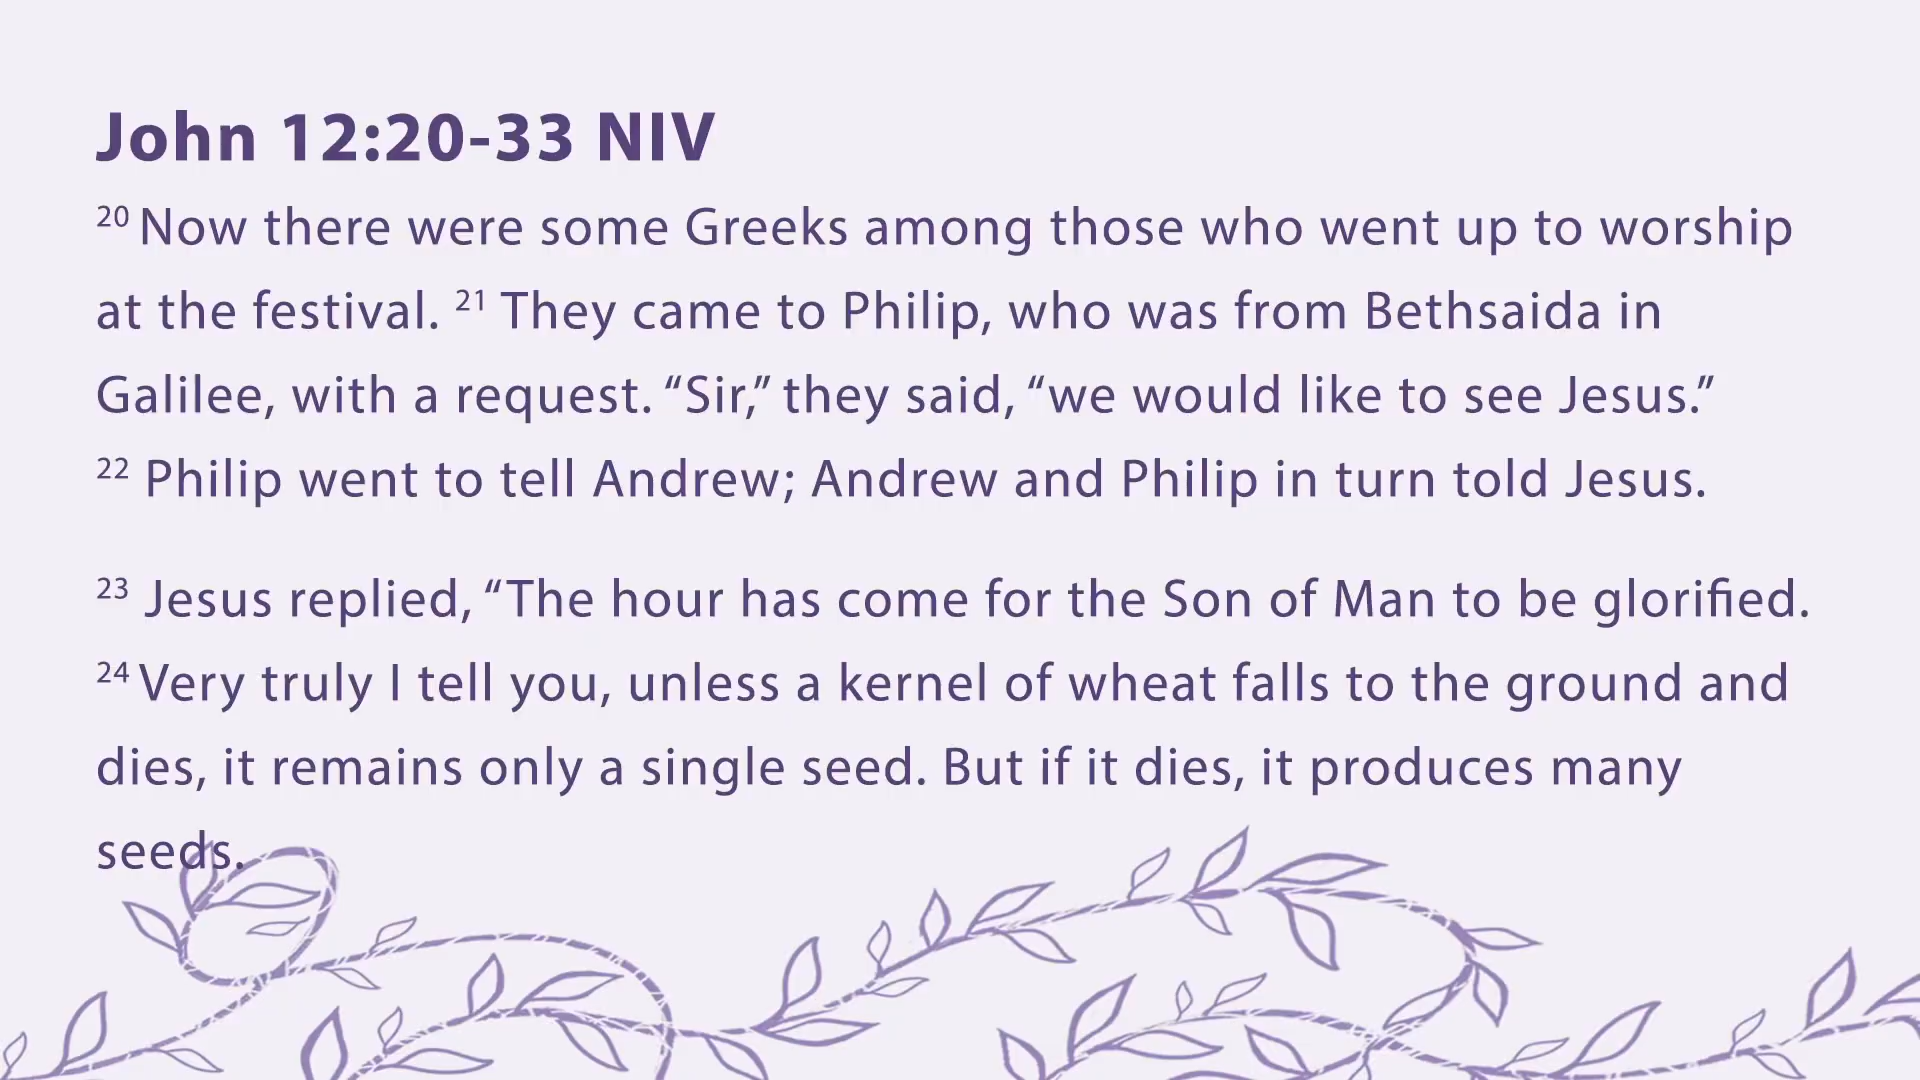 John 12:20-33 NIV
20 Now there were some Greeks among those who went up to worship
at the festival. 21 They came to Philip, who was from Bethsaida in
Galilee, with a request. “Sir,” they said, “we would like to see Jesus.”
22 Philip went to tell Andrew; Andrew and Philip in turn told Jesus.
23 Jesus replied, “The hour has come for the Son of Man to be glorified.
24 Very truly I tell you, unless a kernel of wheat falls to the ground and
dies, it remains only a single seed. But if it dies, it produces many
seeds.